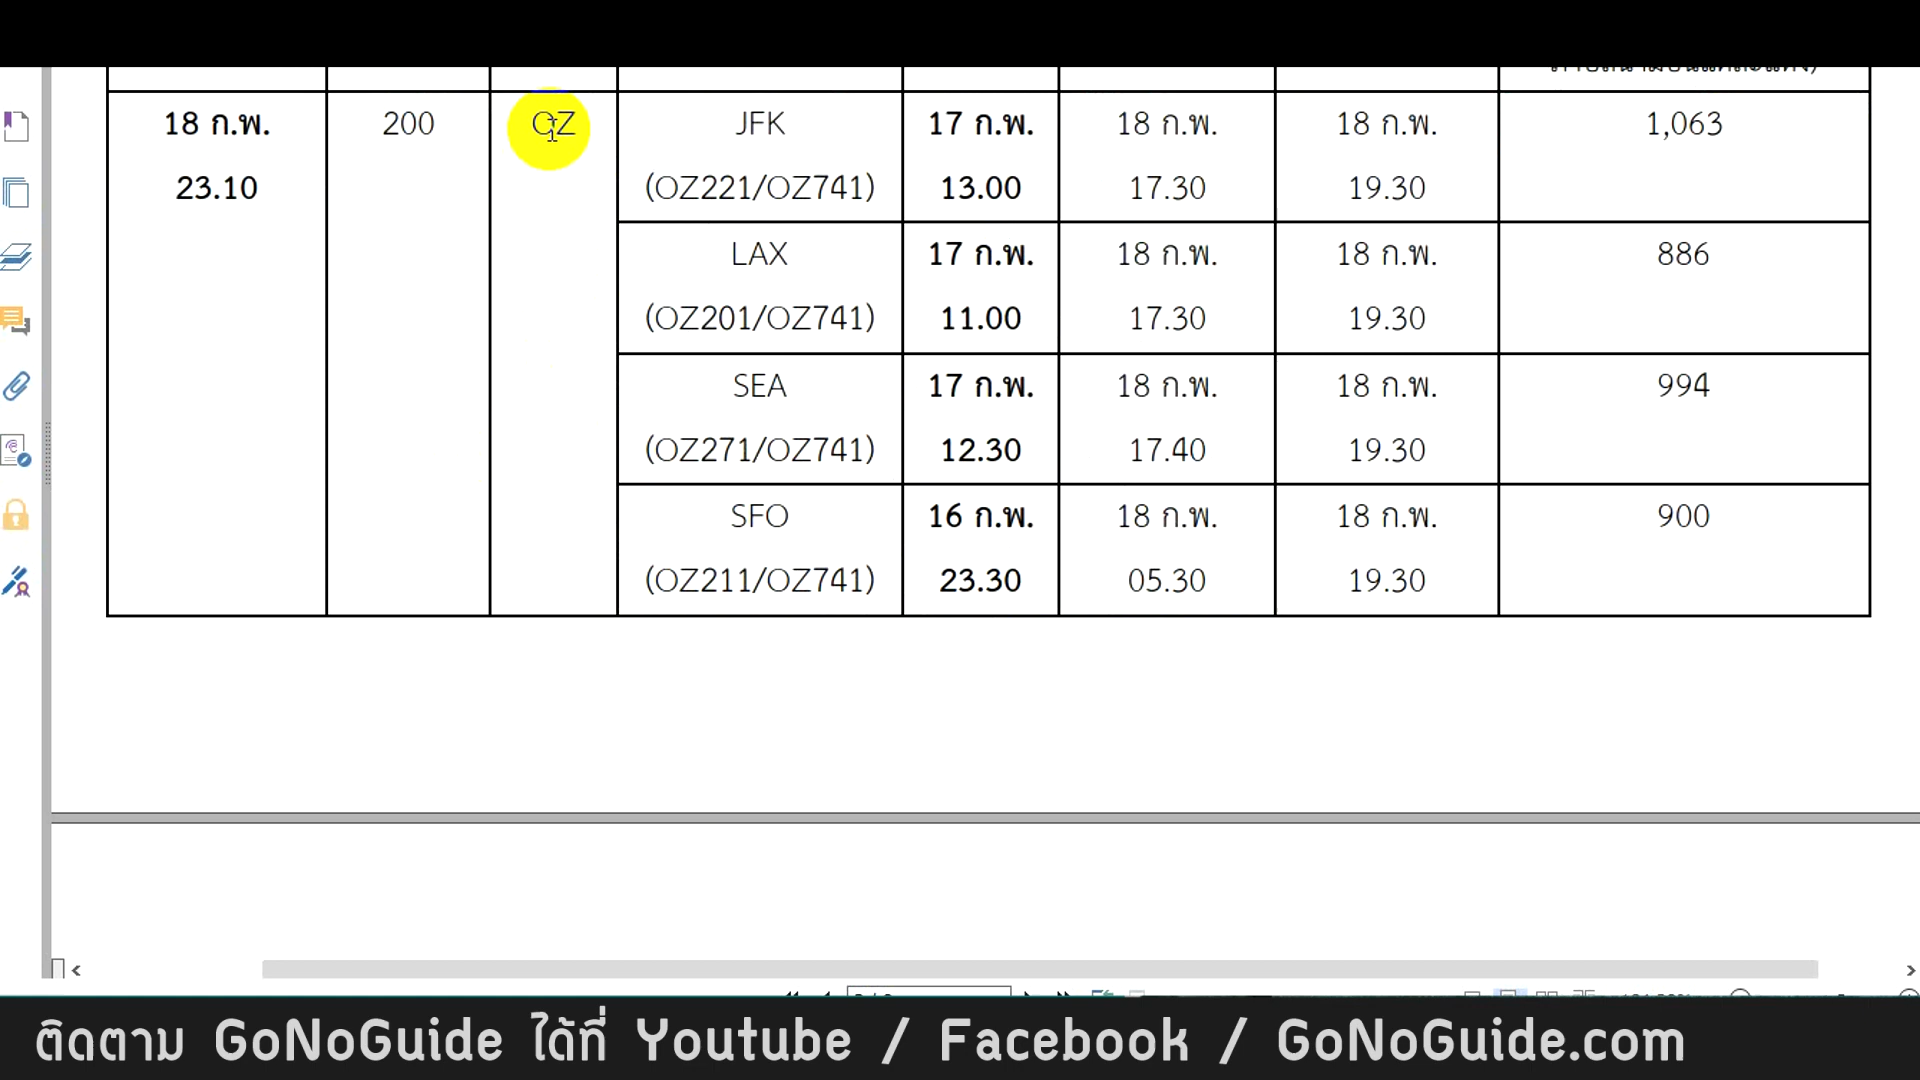 18 ก.พ. 200 OZ JFK 17 ก.พ. 18 ก.พ. 18 ก.พ. 1,063
23.10 (OZ221/OZ741) 13.00 17.30 19.30
LAX 17 ก.พ. 18 ก.พ. 18 ก.พ. 886
(OZ201/OZ741) 11.00 17.30 19.30
SEA 17 ก.พ. 18 ก.พ. 18 ก.พ. 994
(OZ271/OZ741) 12.30 17.40 19.30
SFO 16 ก.พ. 18 ก.พ. 18 ก.พ. 900
(OZ211/OZ741) 23.30 05.30 19.30
ติดตาม GoNoGuide ได้ที่ Youtube / Facebook / GoNoGuide.com